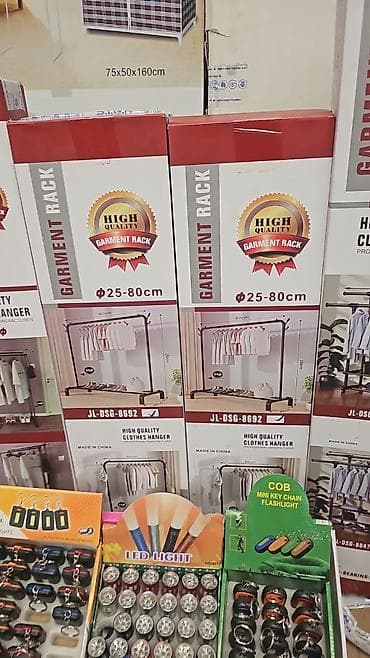 75x50x160cm
GARMENT RACK
HIGH
QUALITY
GARMENT RACK
Φ25-80cm
JL-DSG-8692
HIGH QUALITY
CLOTHES HANGER
MADE IN CHINA
GARMENT RACK
HIGH
QUALITY
GARMENT RACK
Φ25-80cm
JL-DSG-8692
HIGH QUALITY
CLOTHES HANGER
MADE IN CHINA
HANGER
LED LIGHT
COB
MINI KEY CHAIN
FLASHLIGHT